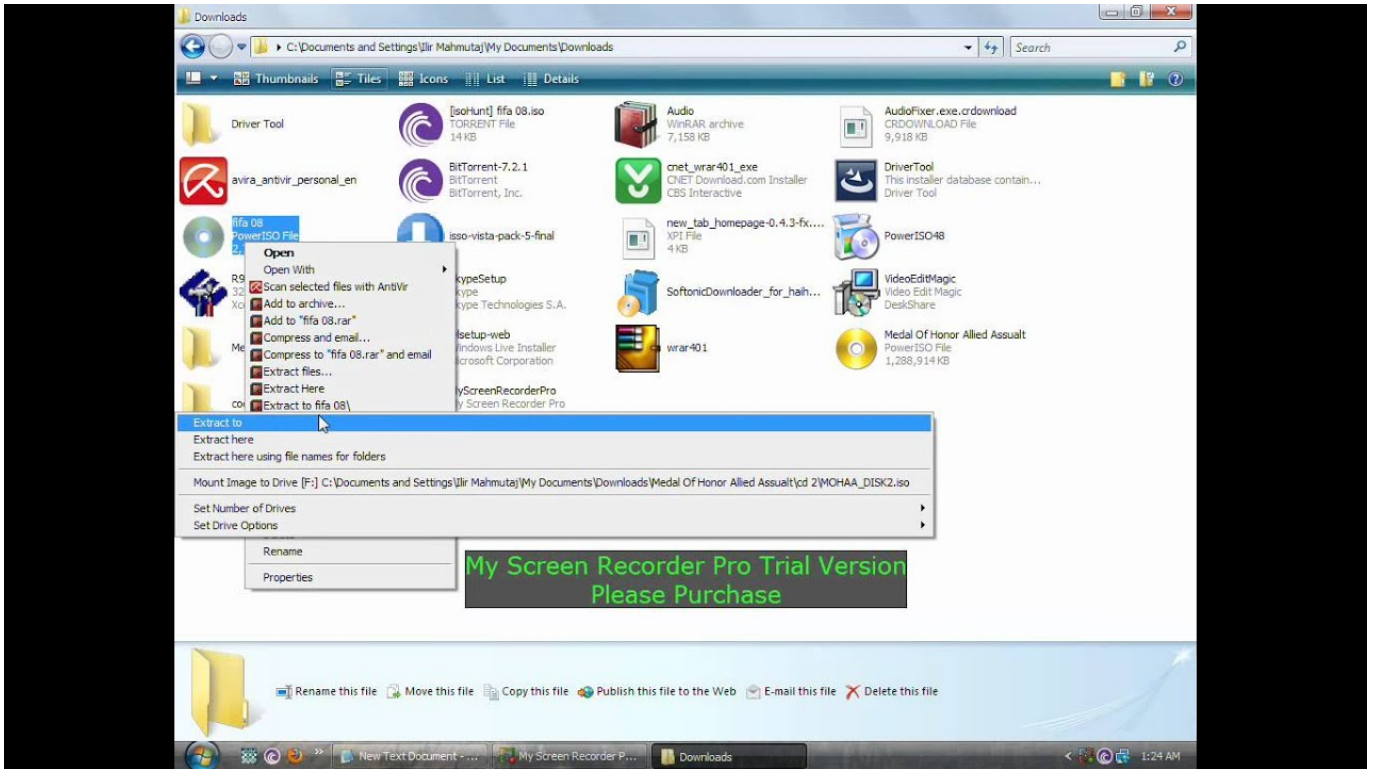 Downloads
C:\Documents and Settings\Ilir Mahmutaj\My Documents\Downloads
Search
Thumbnails Tiles Icons List Details
Driver Tool
[isoHunt] fifa 08.iso
TORRENT File
14 KB
Audio
WinRAR archive
7,158 KB
AudioFixer.exe.crdownload
CRDOWNLOAD File
9,918 KB
avira_antivir_personal_en
BitTorrent-7.2.1
BitTorrent
BitTorrent, Inc.
cnet_wrar401_exe
CNET Download.com Installer
CBS Interactive
DriverTool
This installer database contain...
Driver Tool
fifa 08
PowerISO File
isso-vista-pack-5-final
new_tab_homepage-0.4.3-fx....
XPI File
4 KB
PowerISO48
SoftonicDownloader_for_haih...
VideoEditMagic
Video Edit Magic
DeskShare
wrar401
Medal Of Honor Allied Assualt
PowerISO File
1,288,914 KB
kypeSetup
kype
kype Technologies S.A.
lsetup-web
indows Live Installer
icrosoft Corporation
yScreenRecorderPro
y Screen Recorder Pro
Open
Open With
Scan selected files with AntiVir
Add to archive...
Add to "fifa 08.rar"
Compress and email...
Compress to "fifa 08.rar" and email
Extract files...
Extract Here
Extract to fifa 08\
Extract to
Extract here
Extract here using file names for folders
Mount Image to Drive [F:] C:\Documents and Settings\Ilir Mahmutaj\My Documents\Downloads\Medal Of Honor Allied Assualt\cd 2\MOHAA_DISK2.iso
Set Number of Drives
Set Drive Options
Rename
Properties
My Screen Recorder Pro Trial Version
Please Purchase
Rename this file Move this file Copy this file Publish this file to the Web E-mail this file Delete this file
New Text Document - ... My Screen Recorder P... Downloads 1:24 AM